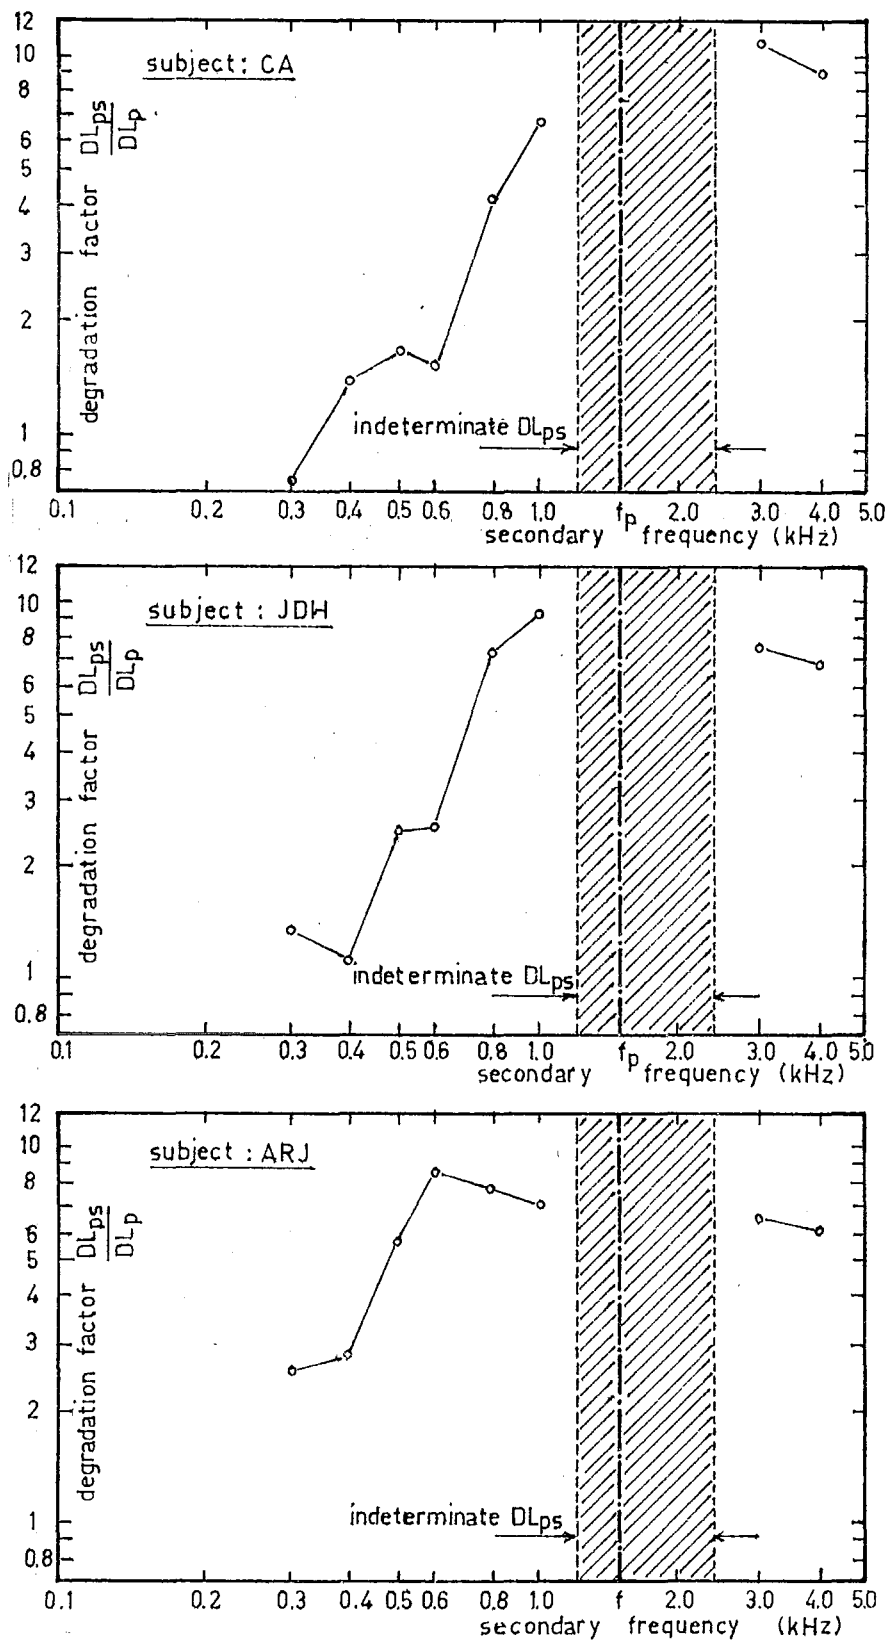 subject: CA
degradation factor DLps/DLp
12
10
8
6
5
4
3
2
1
0.8
indeterminate DLps
0.1 0.2 0.3 0.4 0.5 0.6 0.8 1.0 fp 2.0 3.0 4.0 5.0
secondary frequency (kHz)
subject : JDH
degradation factor DLps/DLp
12
10
8
6
5
4
3
2
1
0.8
indeterminate DLps
0.1 0.2 0.3 0.4 0.5 0.6 0.8 1.0 fp 2.0 3.0 4.0 5.0
secondary frequency (kHz)
subject : ARJ
degradation factor DLps/DLp
12
10
8
6
5
4
3
2
1
0.8
indeterminate DLps
0.1 0.2 0.3 0.4 0.5 0.6 0.8 1.0 f 2.0 3.0 4.0 5.0
secondary frequency (kHz)